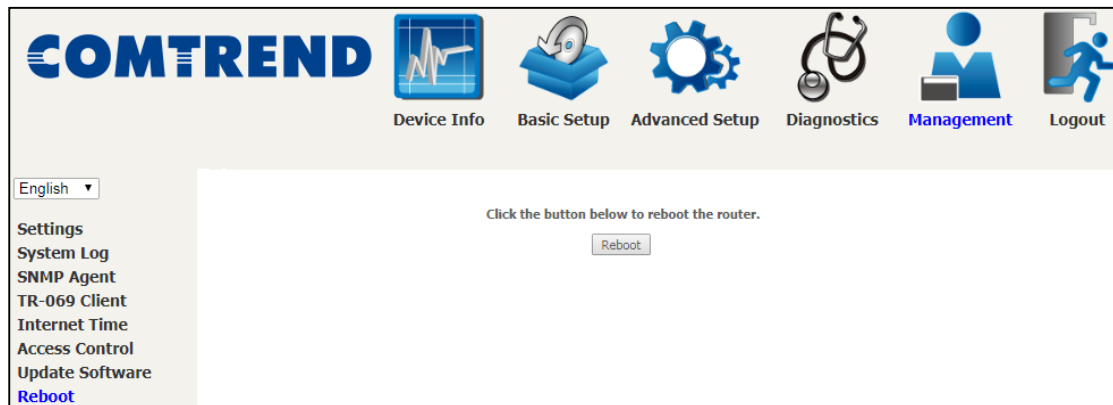 COMTREND
Device Info Basic Setup Advanced Setup Diagnostics Management Logout
English
Settings
System Log
SNMP Agent
TR-069 Client
Internet Time
Access Control
Update Software
Reboot
Click the button below to reboot the router.
Reboot